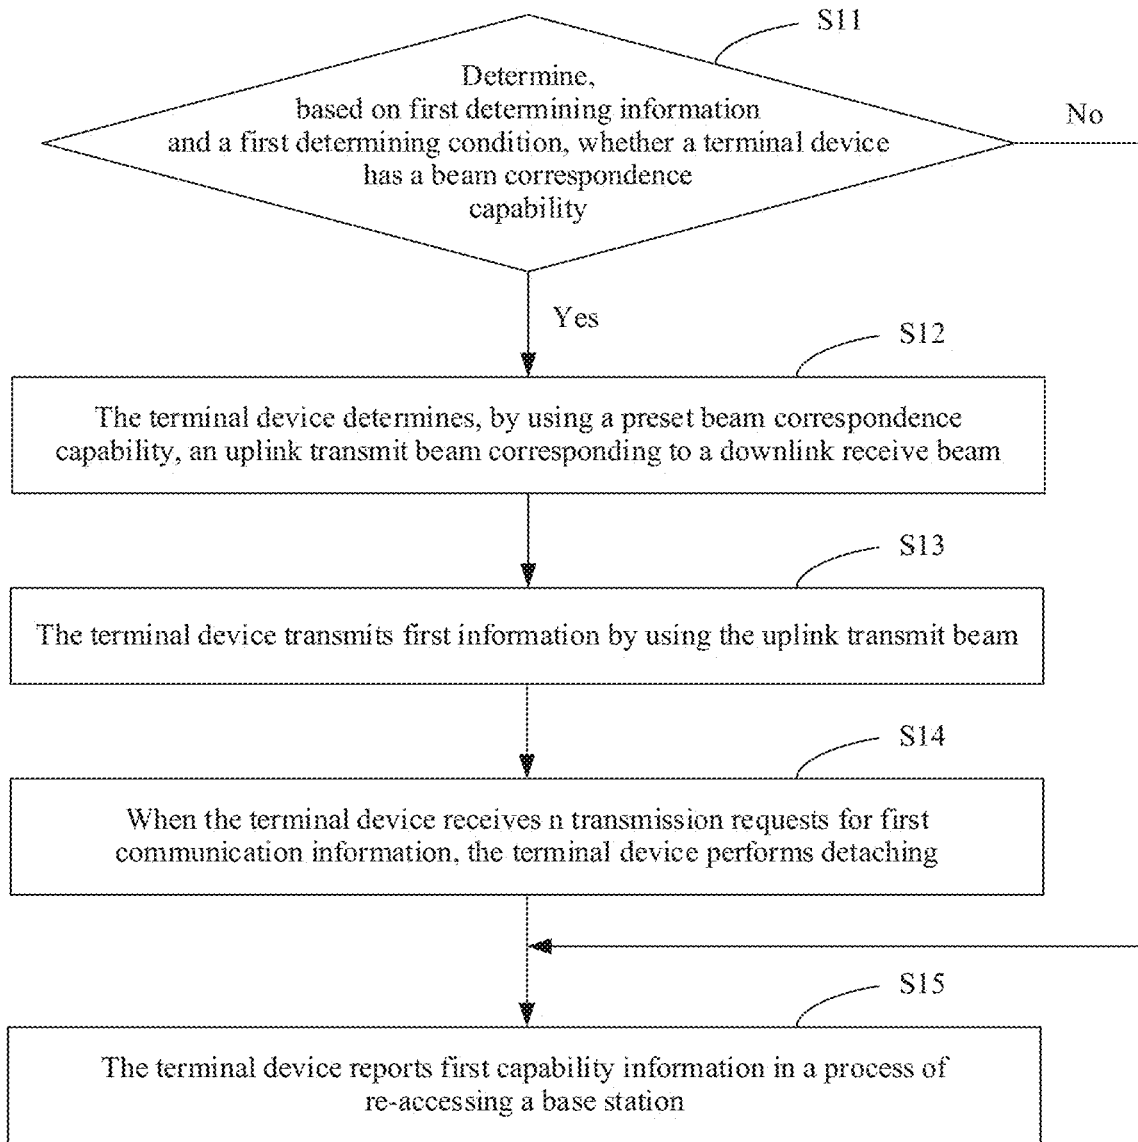 S11
Determine,
based on first determining information
and a first determining condition, whether a terminal device
has a beam correspondence
capability
No
Yes
S12
The terminal device determines, by using a preset beam correspondence
capability, an uplink transmit beam corresponding to a downlink receive beam
S13
The terminal device transmits first information by using the uplink transmit beam
S14
When the terminal device receives n transmission requests for first
communication information, the terminal device performs detaching
S15
The terminal device reports first capability information in a process of
re-accessing a base station